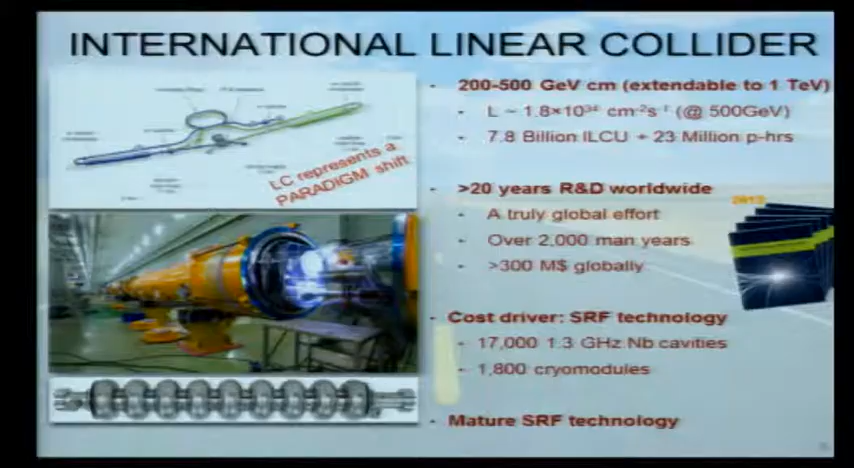 INTERNATIONAL LINEAR COLLIDER
LC represents a
PARADIGM shift
- 200-500 GeV cm (extendable to 1 TeV)
- L ~ 1.8×10³⁴ cm⁻²s⁻¹ (@ 500GeV)
- 7.8 Billion ILCU + 23 Million p-hrs
- >20 years R&D worldwide
- A truly global effort
- Over 2,000 man years
- >300 M$ globally
2013
- Cost driver: SRF technology
- 17,000 1.3 GHz Nb cavities
- 1,800 cryomodules
- Mature SRF technology